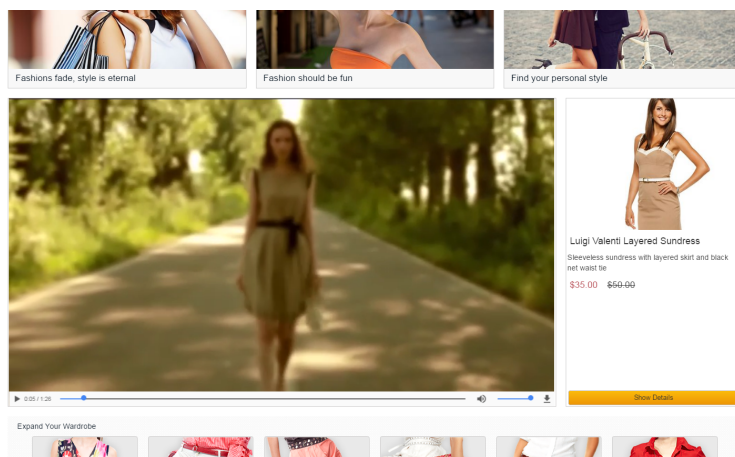 Fashions fade, style is eternal
Fashion should be fun
Find your personal style
Luigi Valenti Layered Sundress
Sleeveless sundress with layered skirt and black
net waist tie
$35.00 $50.00
0:05 / 1:26
Show Details
Expand Your Wardrobe